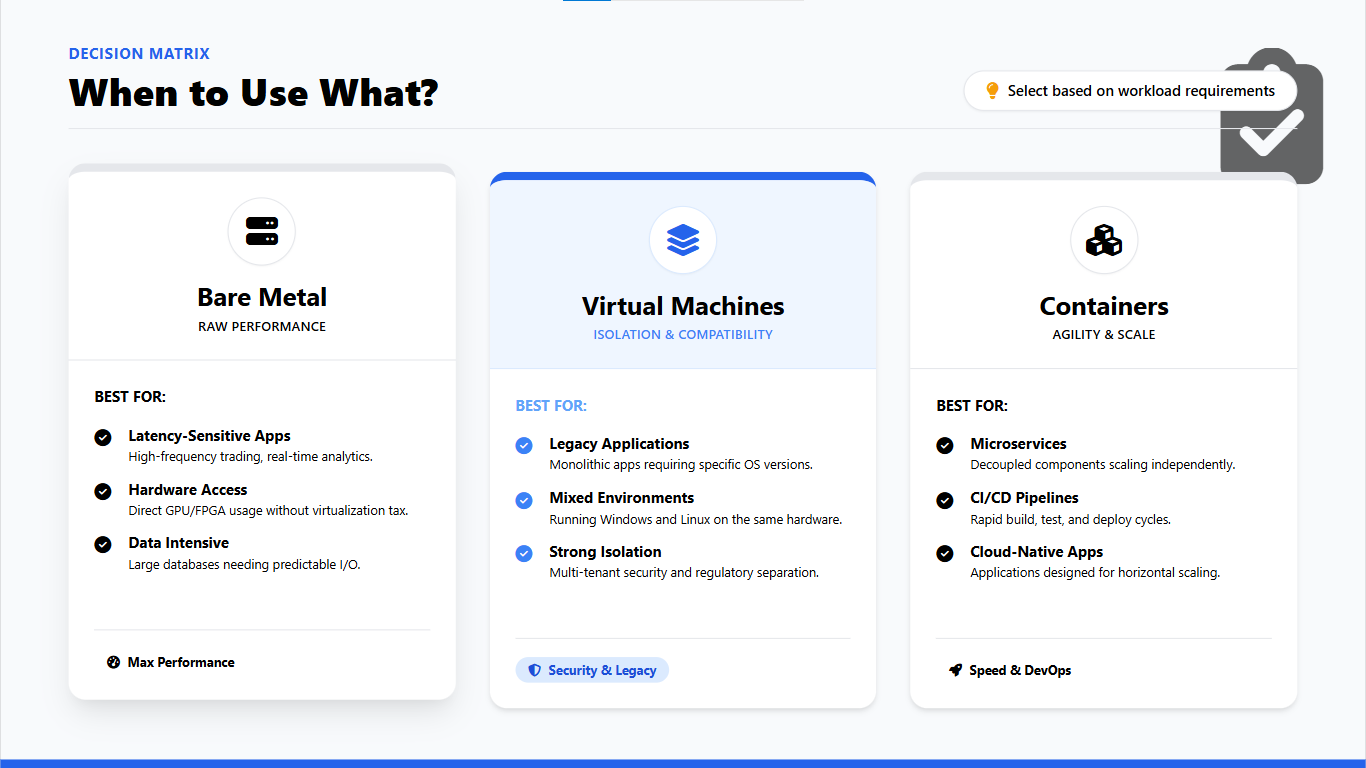 DECISION MATRIX
When to Use What?
Select based on workload requirements
Bare Metal
RAW PERFORMANCE
BEST FOR:
Latency-Sensitive Apps
High-frequency trading, real-time analytics.
Hardware Access
Direct GPU/FPGA usage without virtualization tax.
Data Intensive
Large databases needing predictable I/O.
Max Performance
Virtual Machines
ISOLATION & COMPATIBILITY
BEST FOR:
Legacy Applications
Monolithic apps requiring specific OS versions.
Mixed Environments
Running Windows and Linux on the same hardware.
Strong Isolation
Multi-tenant security and regulatory separation.
Security & Legacy
Containers
AGILITY & SCALE
BEST FOR:
Microservices
Decoupled components scaling independently.
CI/CD Pipelines
Rapid build, test, and deploy cycles.
Cloud-Native Apps
Applications designed for horizontal scaling.
Speed & DevOps